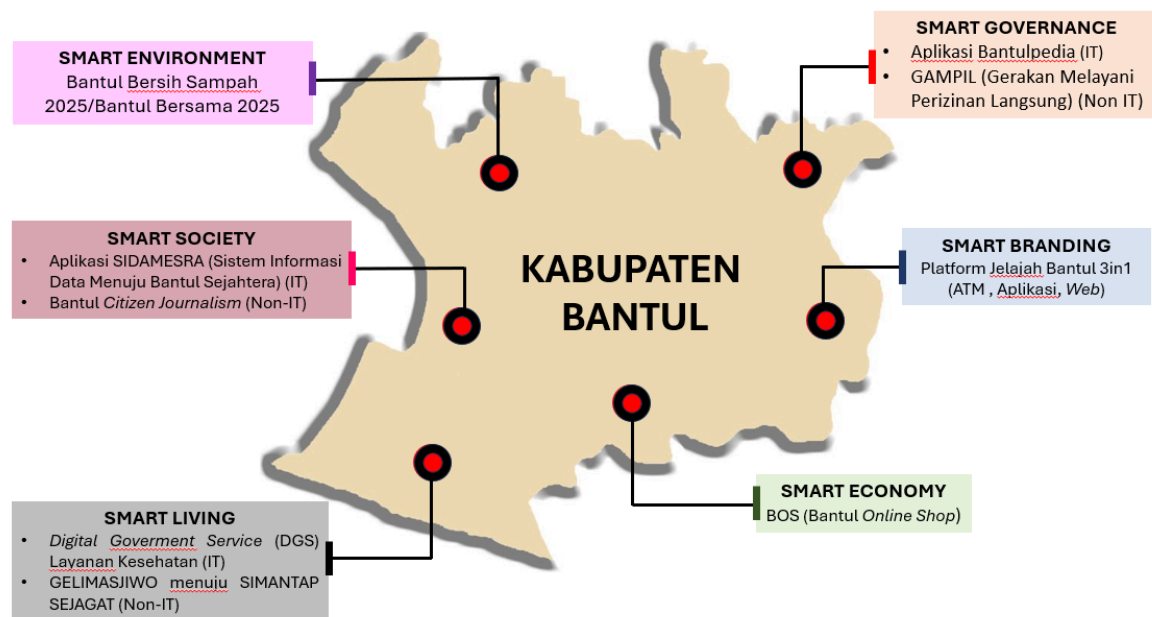 SMART ENVIRONMENT
Bantul Bersih Sampah
2025/Bantul Bersama 2025
SMART GOVERNANCE
• Aplikasi Bantulpedia (IT)
• GAMPIL (Gerakan Melayani
Perizinan Langsung) (Non IT)
SMART SOCIETY
• Aplikasi SIDAMESRA (Sistem Informasi
Data Menuju Bantul Sejahtera) (IT)
• Bantul Citizen Journalism (Non-IT)
KABUPATEN
BANTUL
SMART BRANDING
Platform Jelajah Bantul 3in1
(ATM , Aplikasi, Web)
SMART LIVING
• Digital Goverment Service (DGS)
Layanan Kesehatan (IT)
• GELIMASJIWO menuju SIMANTAP
SEJAGAT (Non-IT)
SMART ECONOMY
BOS (Bantul Online Shop)